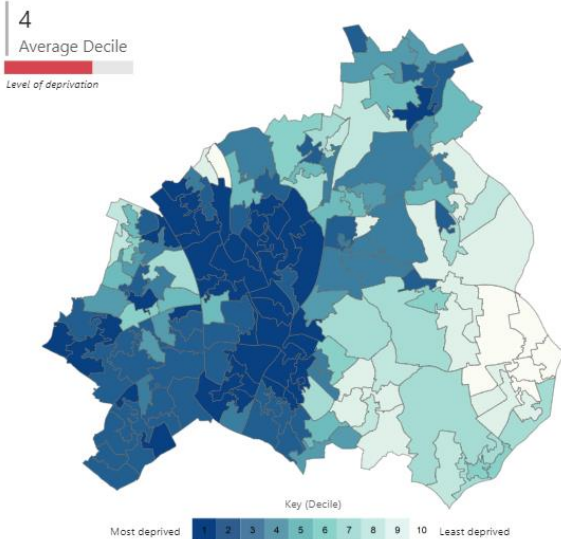 4
Average Decile
Level of deprivation
Key (Decile)
Most deprived 1 2 3 4 5 6 7 8 9 10 Least deprived